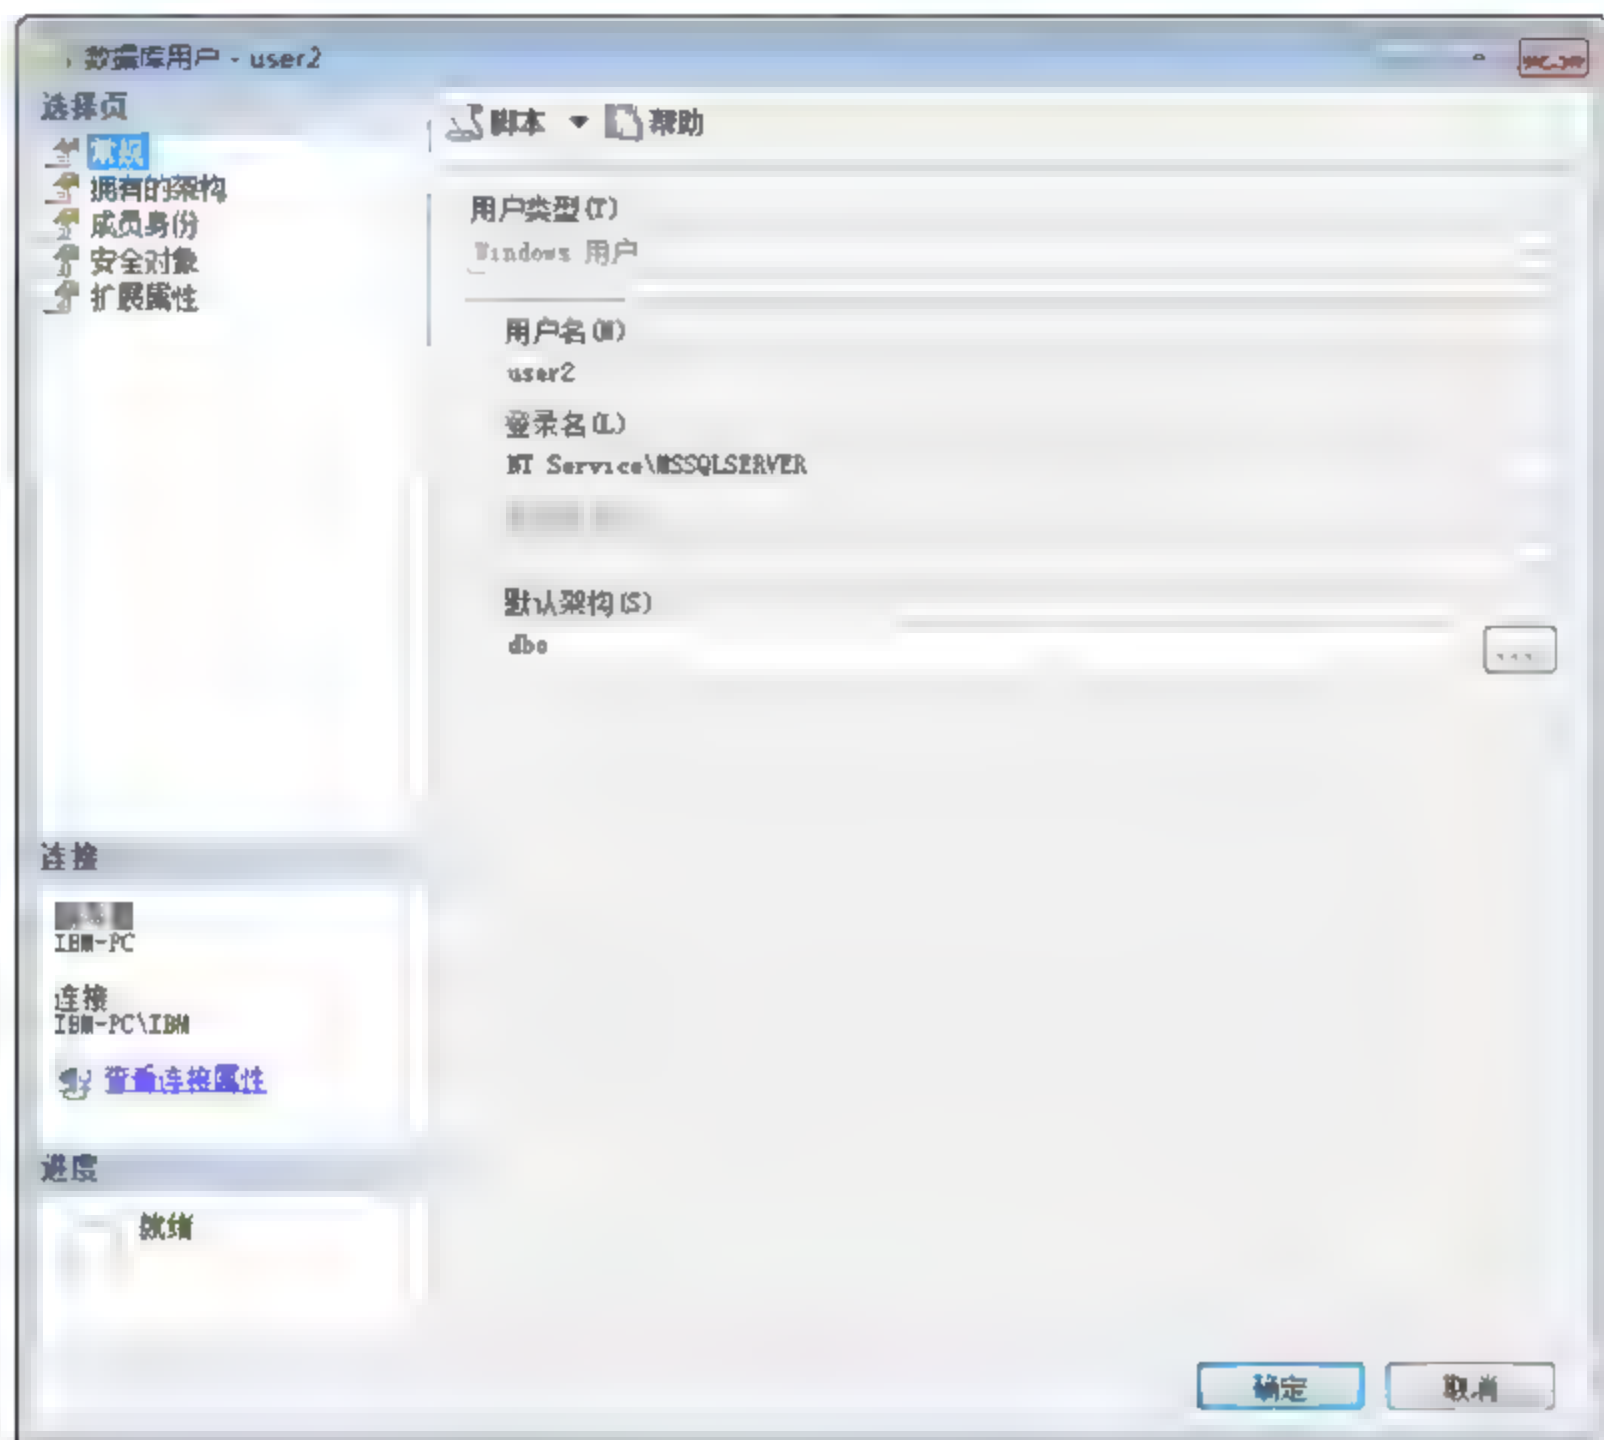 数据库用户 - user2
选择页
常规
拥有的架构
成员身份
安全对象
扩展属性
脚本 帮助
用户类型(T)
Windows 用户
用户名(N)
user2
登录名(L)
NT Service\MSSQLSERVER
默认架构(S)
dbo
...
连接
IBM-PC
连接
IBM-PC\IBM
查看连接属性
进度
就绪
确定 取消